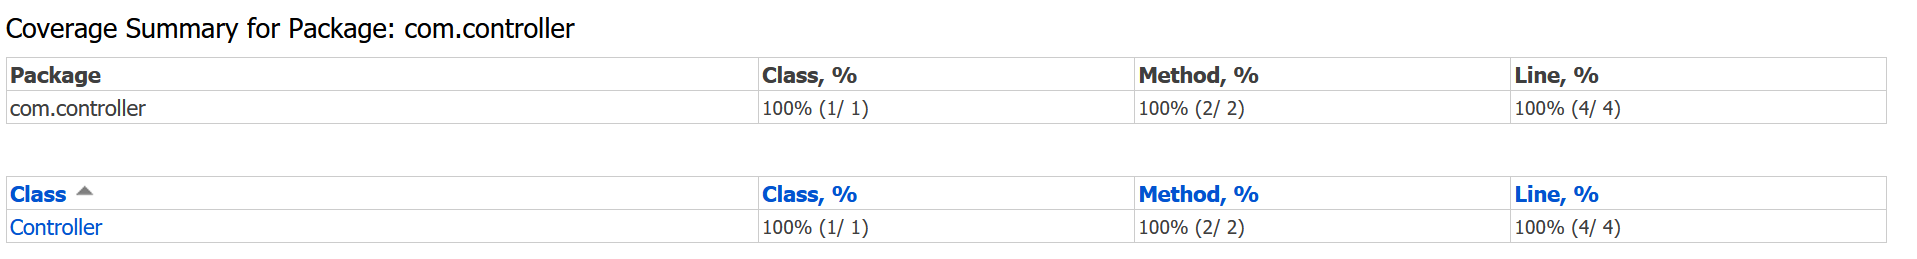 Coverage Summary for Package: com.controller
Package Class, % Method, % Line, %
com.controller 100% (1/ 1) 100% (2/ 2) 100% (4/ 4)
Class Class, % Method, % Line, %
Controller 100% (1/ 1) 100% (2/ 2) 100% (4/ 4)